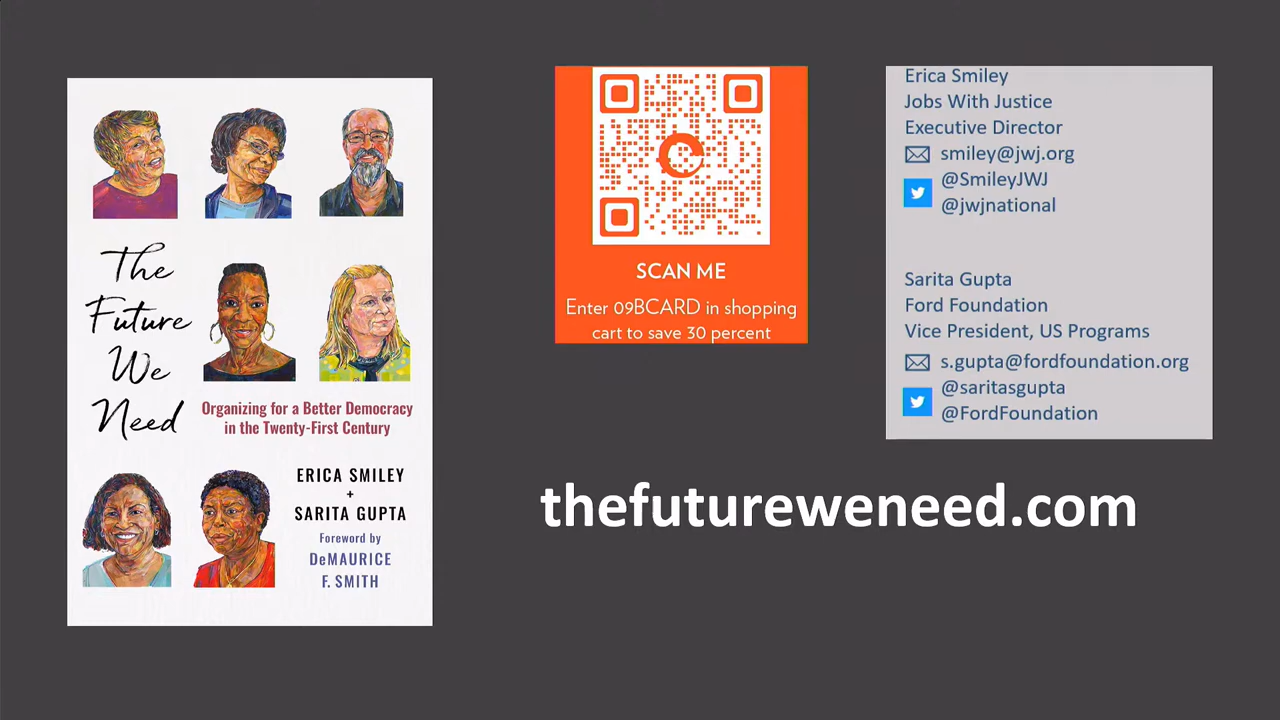 The
Future
We
Need
Organizing for a Better Democracy
in the Twenty-First Century
ERICA SMILEY
+
SARITA GUPTA
Foreword by
DeMAURICE
F. SMITH
SCAN ME
Enter 09BCARD in shopping
cart to save 30 percent
Erica Smiley
Jobs With Justice
Executive Director
smiley@jwj.org
@SmileyJWJ
@jwjnational
Sarita Gupta
Ford Foundation
Vice President, US Programs
s.gupta@fordfoundation.org
@saritasgupta
@FordFoundation
thefutureweneed.com